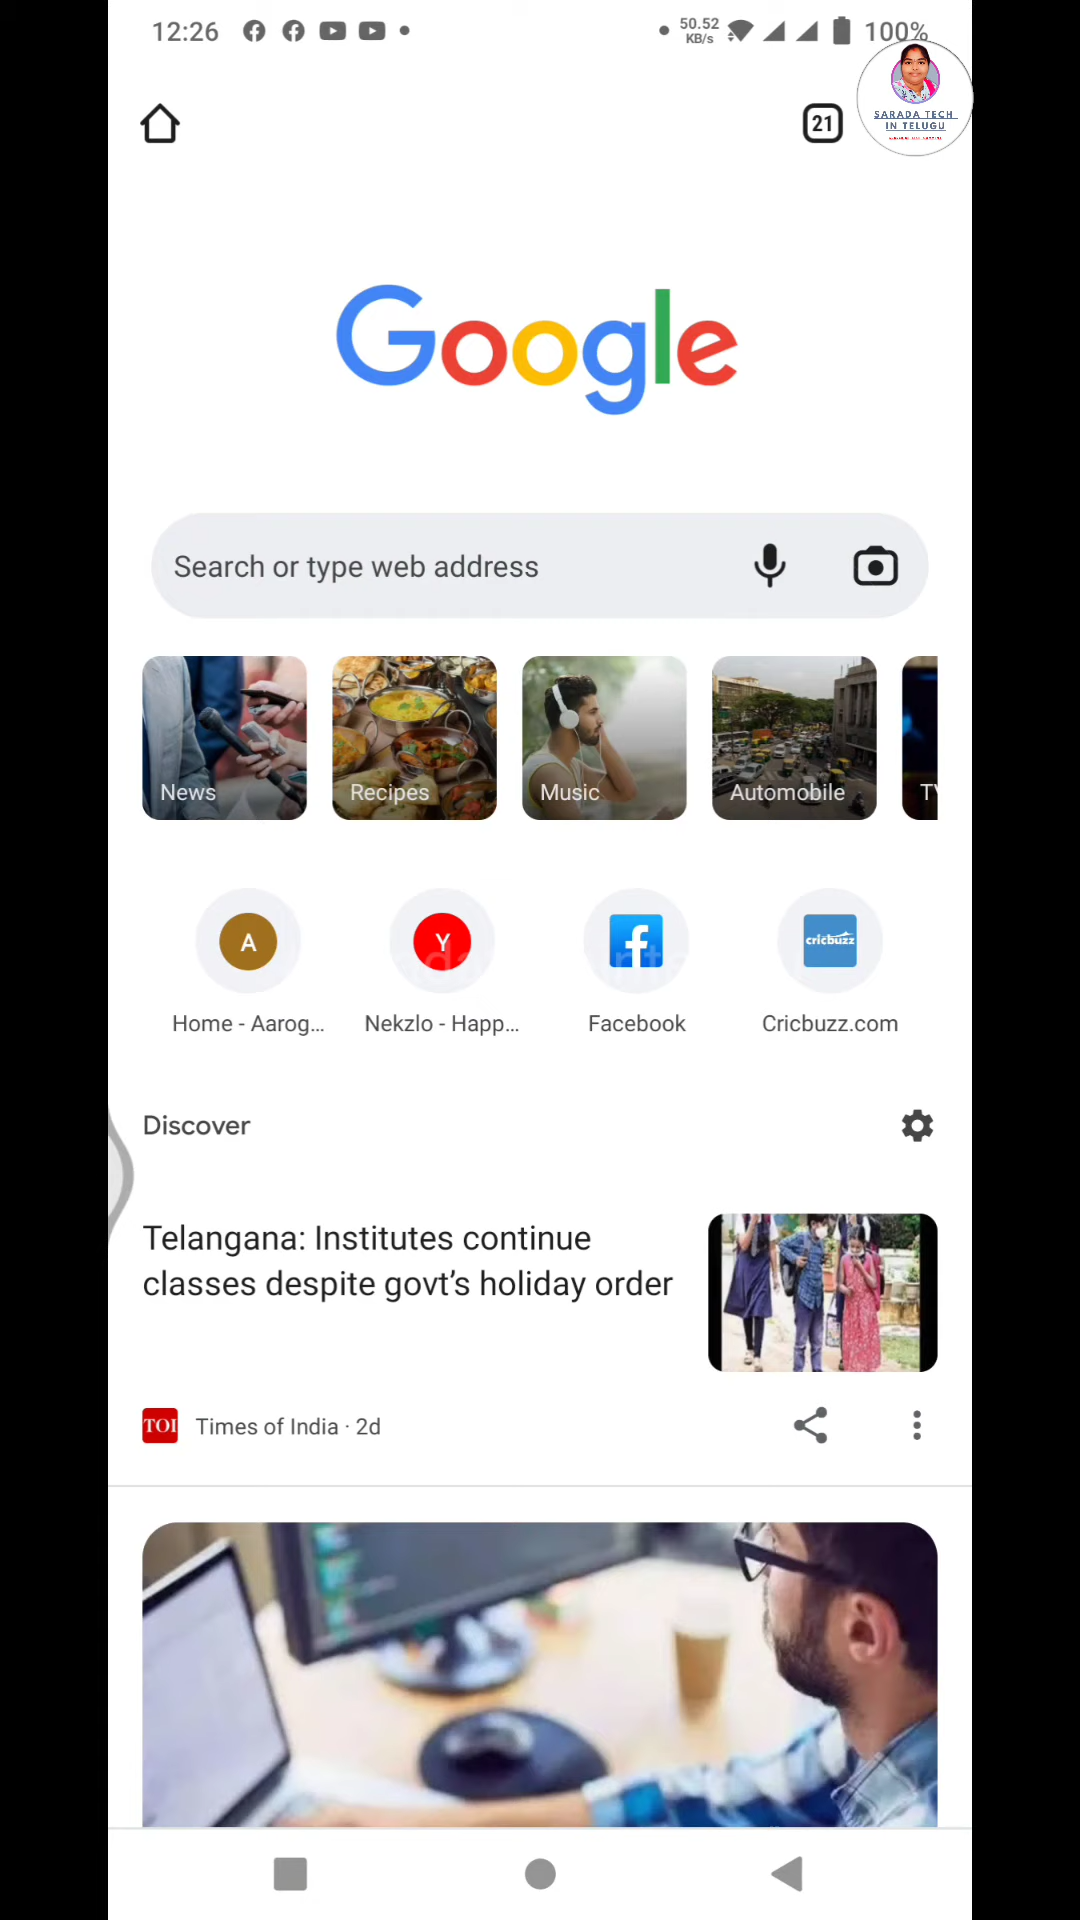 12:26
50.52
KB/s
100%
21
SARADA TECH
IN TELUGU
Google
Search or type web address
News
Recipes
Music
Automobile
TV
A
Y
cricbuzz
Home - Aarog...
Nekzlo - Happ...
Facebook
Cricbuzz.com
Discover
Telangana: Institutes continue
classes despite govt’s holiday order
TOI
Times of India · 2d